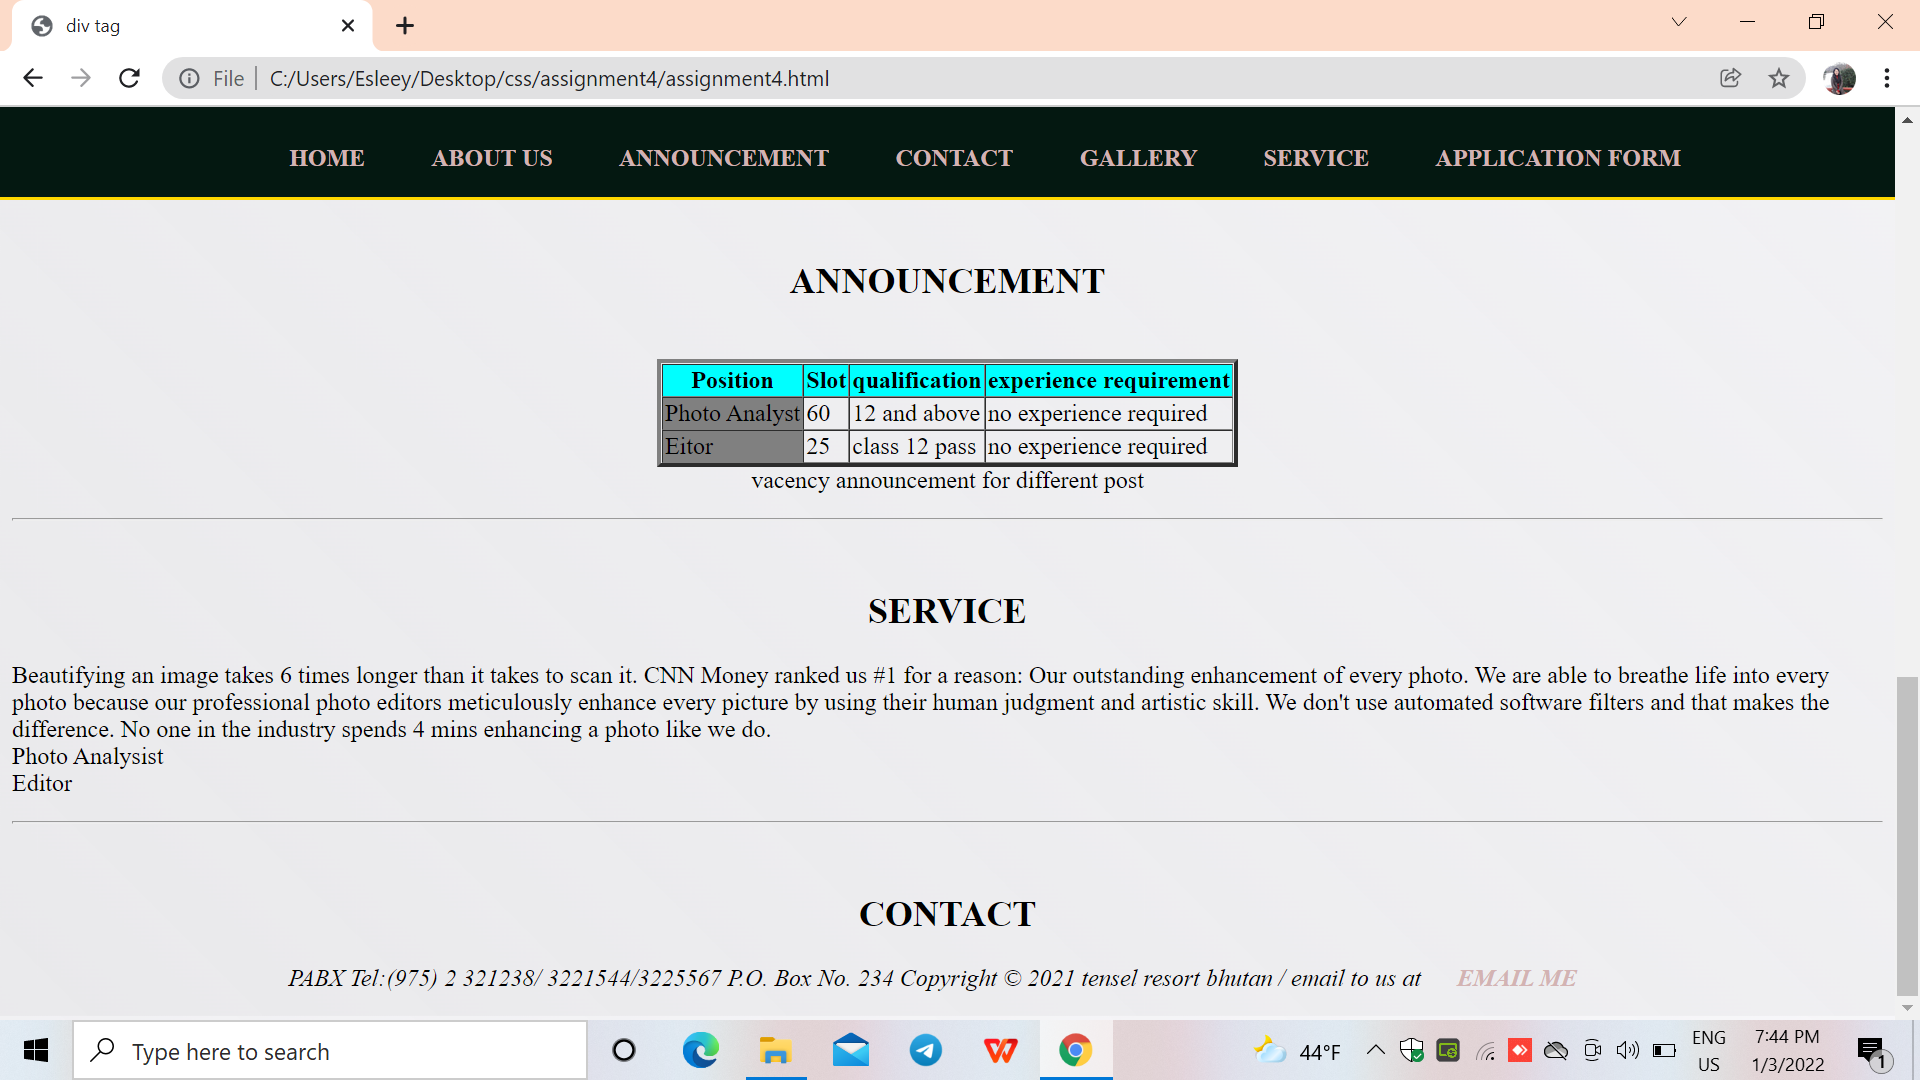 div tag
File C:/Users/Esleey/Desktop/css/assignment4/assignment4.html
HOME ABOUT US ANNOUNCEMENT CONTACT GALLERY SERVICE APPLICATION FORM
ANNOUNCEMENT
Position Slot qualification experience requirement
Photo Analyst 60 12 and above no experience required
Eitor 25 class 12 pass no experience required
vacency announcement for different post
SERVICE
Beautifying an image takes 6 times longer than it takes to scan it. CNN Money ranked us #1 for a reason: Our outstanding enhancement of every photo. We are able to breathe life into every
photo because our professional photo editors meticulously enhance every picture by using their human judgment and artistic skill. We don't use automated software filters and that makes the
difference. No one in the industry spends 4 mins enhancing a photo like we do.
Photo Analysist
Editor
CONTACT
PABX Tel:(975) 2 321238/ 3221544/3225567 P.O. Box No. 234 Copyright © 2021 tensel resort bhutan / email to us at EMAIL ME
Type here to search
44°F
ENG
US
7:44 PM
1/3/2022
1